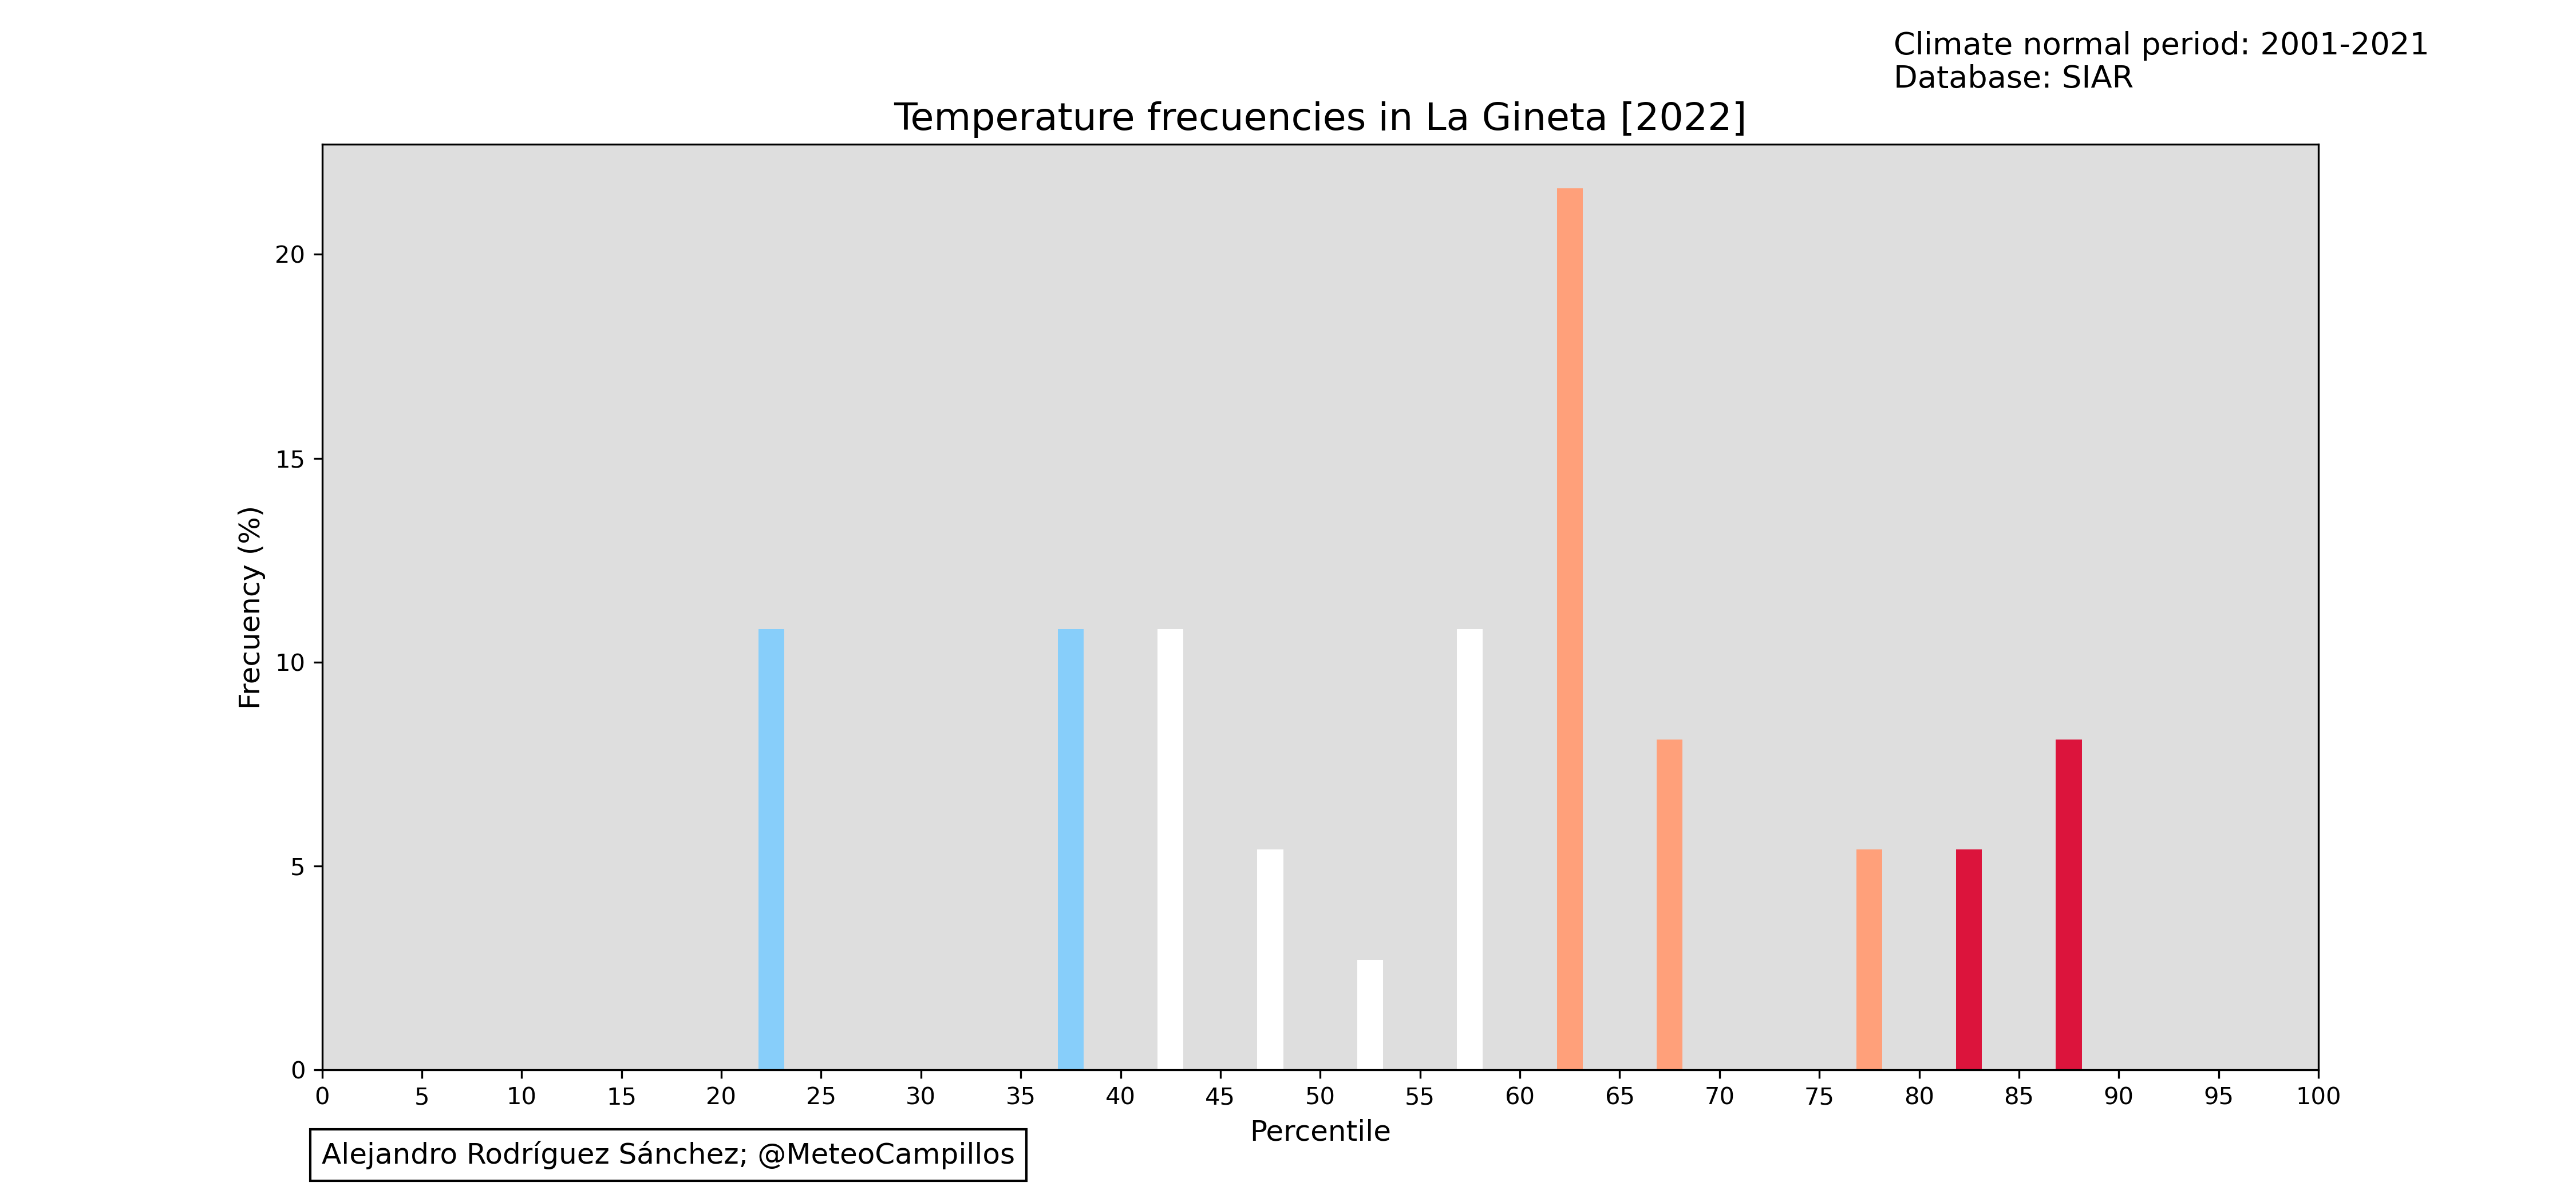 Climate normal period: 2001-2021
Database: SIAR
Temperature frecuencies in La Gineta [2022]
Frecuency (%)
20
15
10
5
0
0 5 10 15 20 25 30 35 40 45 50 55 60 65 70 75 80 85 90 95 100
Percentile
Alejandro Rodríguez Sánchez; @MeteoCampillos